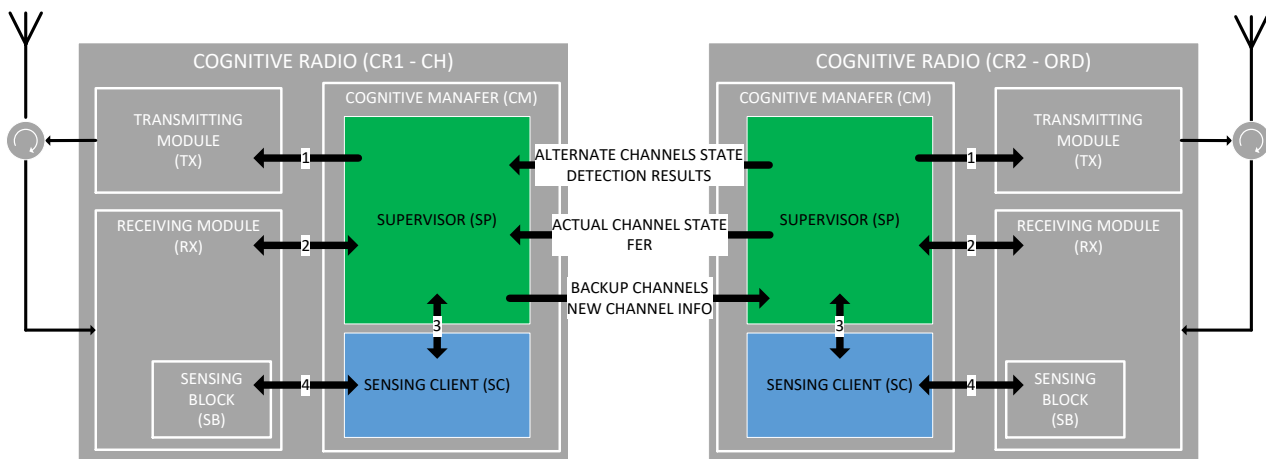 COGNITIVE RADIO (CR1 - CH)
COGNITIVE MANAFER (CM)
TRANSMITTING
MODULE
(TX)
1
SUPERVISOR (SP)
RECEIVING MODULE
(RX)
2
3
SENSING
BLOCK
(SB)
4
SENSING CLIENT (SC)
ALTERNATE CHANNELS STATE
DETECTION RESULTS
ACTUAL CHANNEL STATE
FER
BACKUP CHANNELS
NEW CHANNEL INFO
COGNITIVE RADIO (CR2 - ORD)
COGNITIVE MANAFER (CM)
SUPERVISOR (SP)
1
TRANSMITTING
MODULE
(TX)
2
RECEIVING MODULE
(RX)
3
SENSING CLIENT (SC)
4
SENSING
BLOCK
(SB)